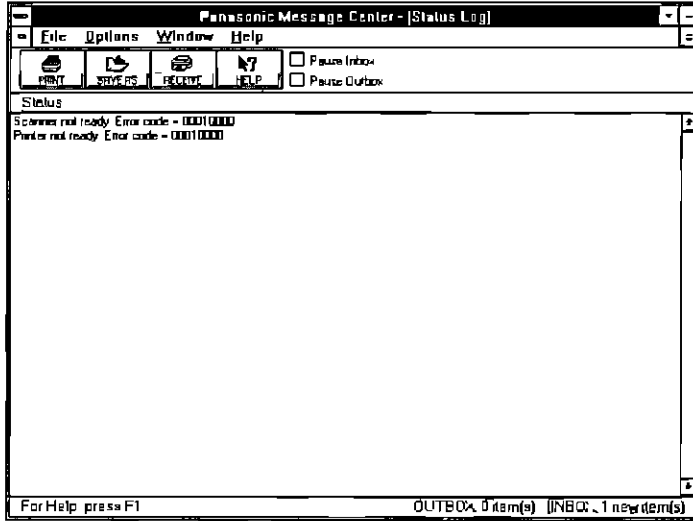 Panasonic Message Center - [Status Log]
File Options Window Help
PRINT SAVE AS RECEIVE HELP
Pause Inbox
Pause Outbox
Status
Scanner not ready Error code = 00010000
Printer not ready Error code = 00010000
For Help press F1 OUTBOX, 0 item(s) INBOX, 1 new item(s)